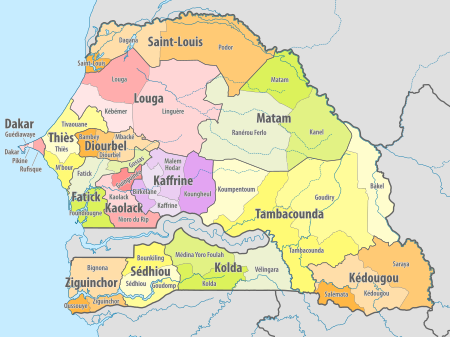 Dagana
Saint-Louis
Podor
Saint-Louis
Louga
Matam
Louga
Kébémer
Linguère
Matam
Dakar
Guédiawaye
Tivaouane
Thiès
Thiès
Bambey
Mbacké
Diourbel
Diourbel
Ranérou Ferlo
Kanel
Dakar
Pikine
Rufisque
M'bour
Fatick
Gossas
Malem
Hodar
Kaffrine
Guinguinéo
Koumpentoum
Bakel
Fatick
Kaolack
Birkilane
Koungheul
Goudiry
Foundiougne
Kaolack
Kaffrine
Nioro du Rip
Tambacounda
Tambacounda
Bounkiling
Medina Yoro Foulah
Bignona
Sédhiou
Kolda
Vélingara
Saraya
Ziguinchor
Sédhiou
Goudomp
Kolda
Kédougou
Oussouye
Ziguinchor
Salemata
Kédougou